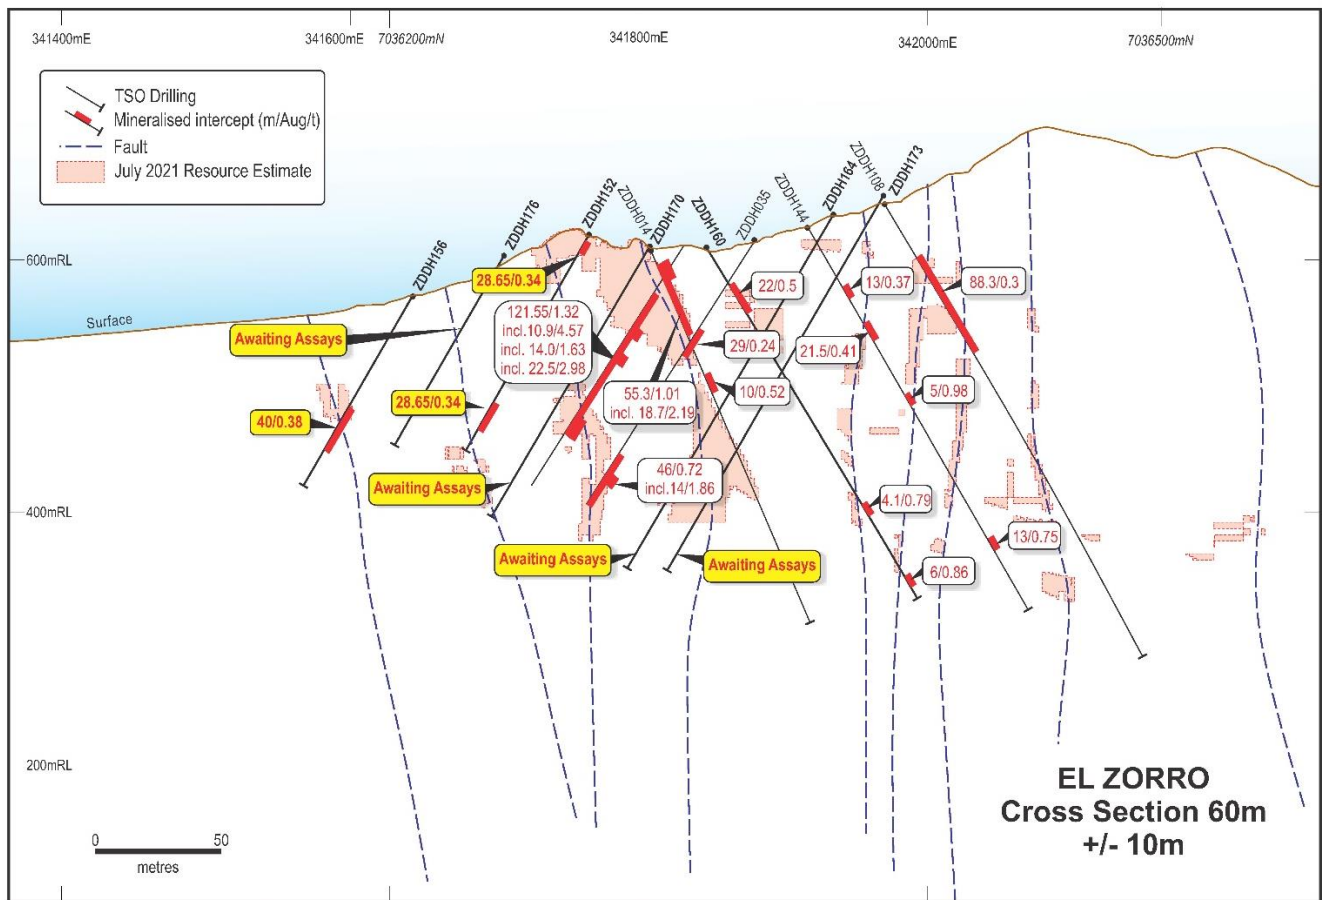 341400mE
341600mE
7036200mN
341800mE
342000mE
7036500mN
TSO Drilling
Mineralised intercept (m/Aug/t)
Fault
July 2021 Resource Estimate
ZDDH156
ZDDH176
ZDDH152
ZDDH014
ZDDH170
ZDDH160
ZDDH035
ZDDH144
ZDDH164
ZDDH108
ZDDH173
600mRL
Surface
28.65/0.34
22/0.5
13/0.37
88.3/0.3
Awaiting Assays
121.55/1.32
incl.10.9/4.57
incl. 14.0/1.63
incl. 22.5/2.98
29/0.24
21.5/0.41
55.3/1.01
incl. 18.7/2.19
10/0.52
5/0.98
28.65/0.34
40/0.38
46/0.72
incl.14/1.86
Awaiting Assays
4.1/0.79
400mRL
13/0.75
Awaiting Assays
Awaiting Assays
6/0.86
200mRL
EL ZORRO
Cross Section 60m
+/- 10m
0
50
metres